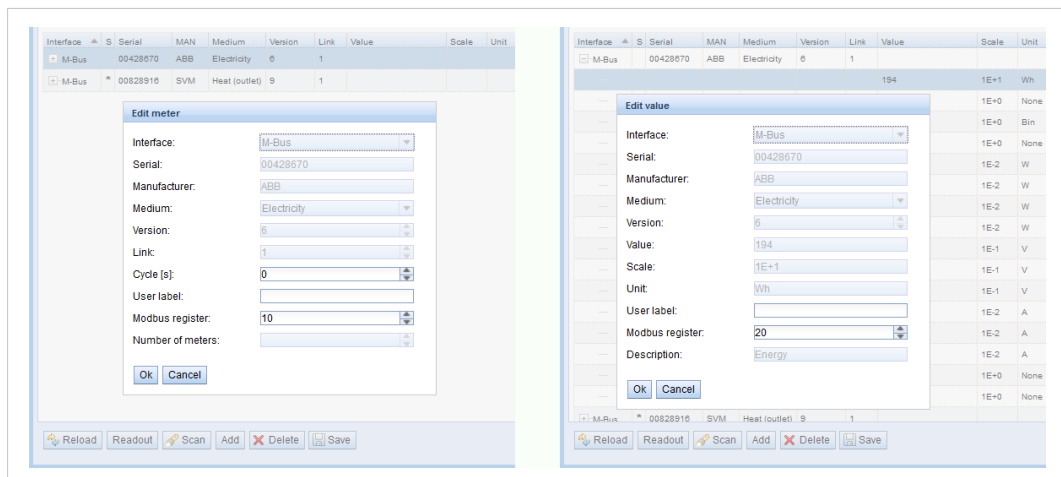 Interface S Serial MAN Medium Version Link Value Scale Unit
M-Bus 00428670 ABB Electricity 6 1
M-Bus * 00828916 SVM Heat (outlet) 9 1
Edit meter
Interface: M-Bus
Serial: 00428670
Manufacturer: ABB
Medium: Electricity
Version: 6
Link: 1
Cycle [s]: 0
User label:
Modbus register: 10
Number of meters:
Ok Cancel
Reload Readout Scan Add Delete Save
Interface S Serial MAN Medium Version Link Value Scale Unit
M-Bus 00428670 ABB Electricity 6 1
194 1E+1 Wh
1E+0 None
Edit value
1E+0 Bin
Interface: M-Bus
1E+0 None
Serial: 00428670
1E-2 W
Manufacturer: ABB
1E-2 W
Medium: Electricity
1E-2 W
Version: 6
1E-2 W
Value: 194
1E-1 V
Scale: 1E+1
1E-1 V
Unit: Wh
1E-1 V
User label:
1E-2 A
Modbus register: 20
1E-2 A
Description: Energy
1E-2 A
1E+0 None
Ok Cancel
1E+0 None
M-Bus * 00828916 SVM Heat (outlet) 9 1
Reload Readout Scan Add Delete Save